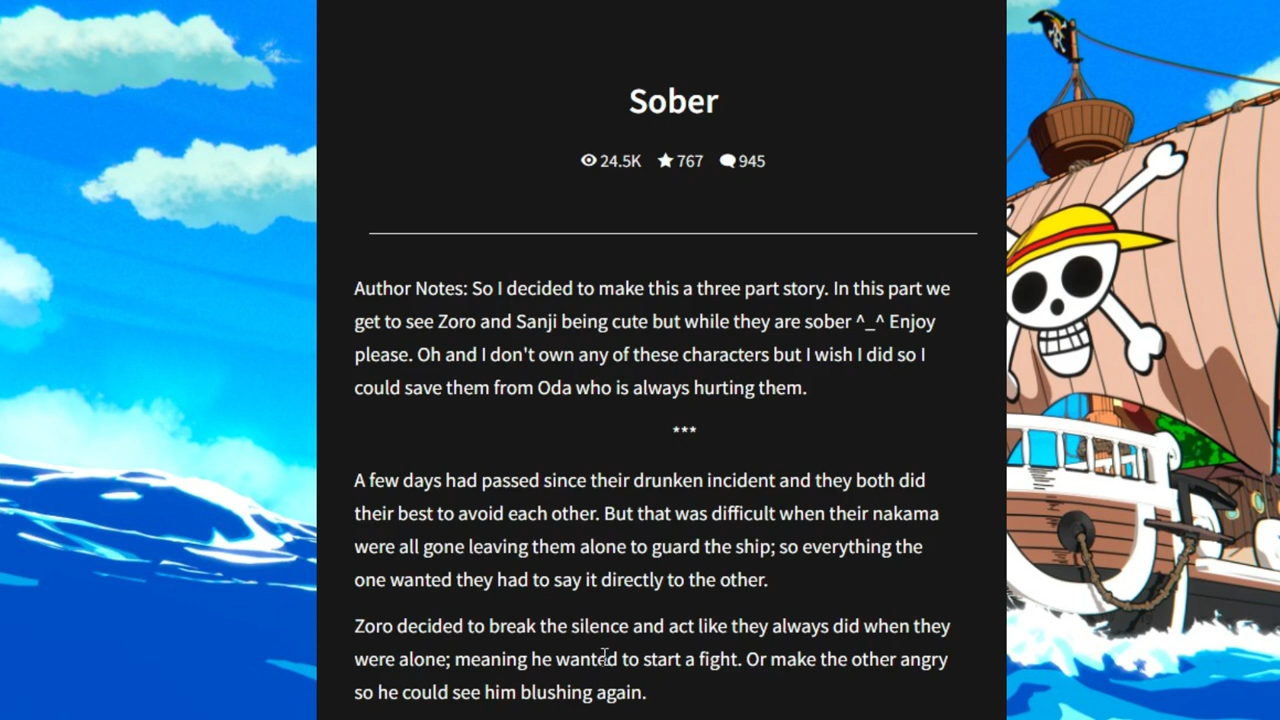 Sober
24.5K 767 945
Author Notes: So I decided to make this a three part story. In this part we
get to see Zoro and Sanji being cute but while they are sober ^_^ Enjoy
please. Oh and I don't own any of these characters but I wish I did so I
could save them from Oda who is always hurting them.
***
A few days had passed since their drunken incident and they both did
their best to avoid each other. But that was difficult when their nakama
were all gone leaving them alone to guard the ship; so everything the
one wanted they had to say it directly to the other.
Zoro decided to break the silence and act like they always did when they
were alone; meaning he wanted to start a fight. Or make the other angry
so he could see him blushing again.